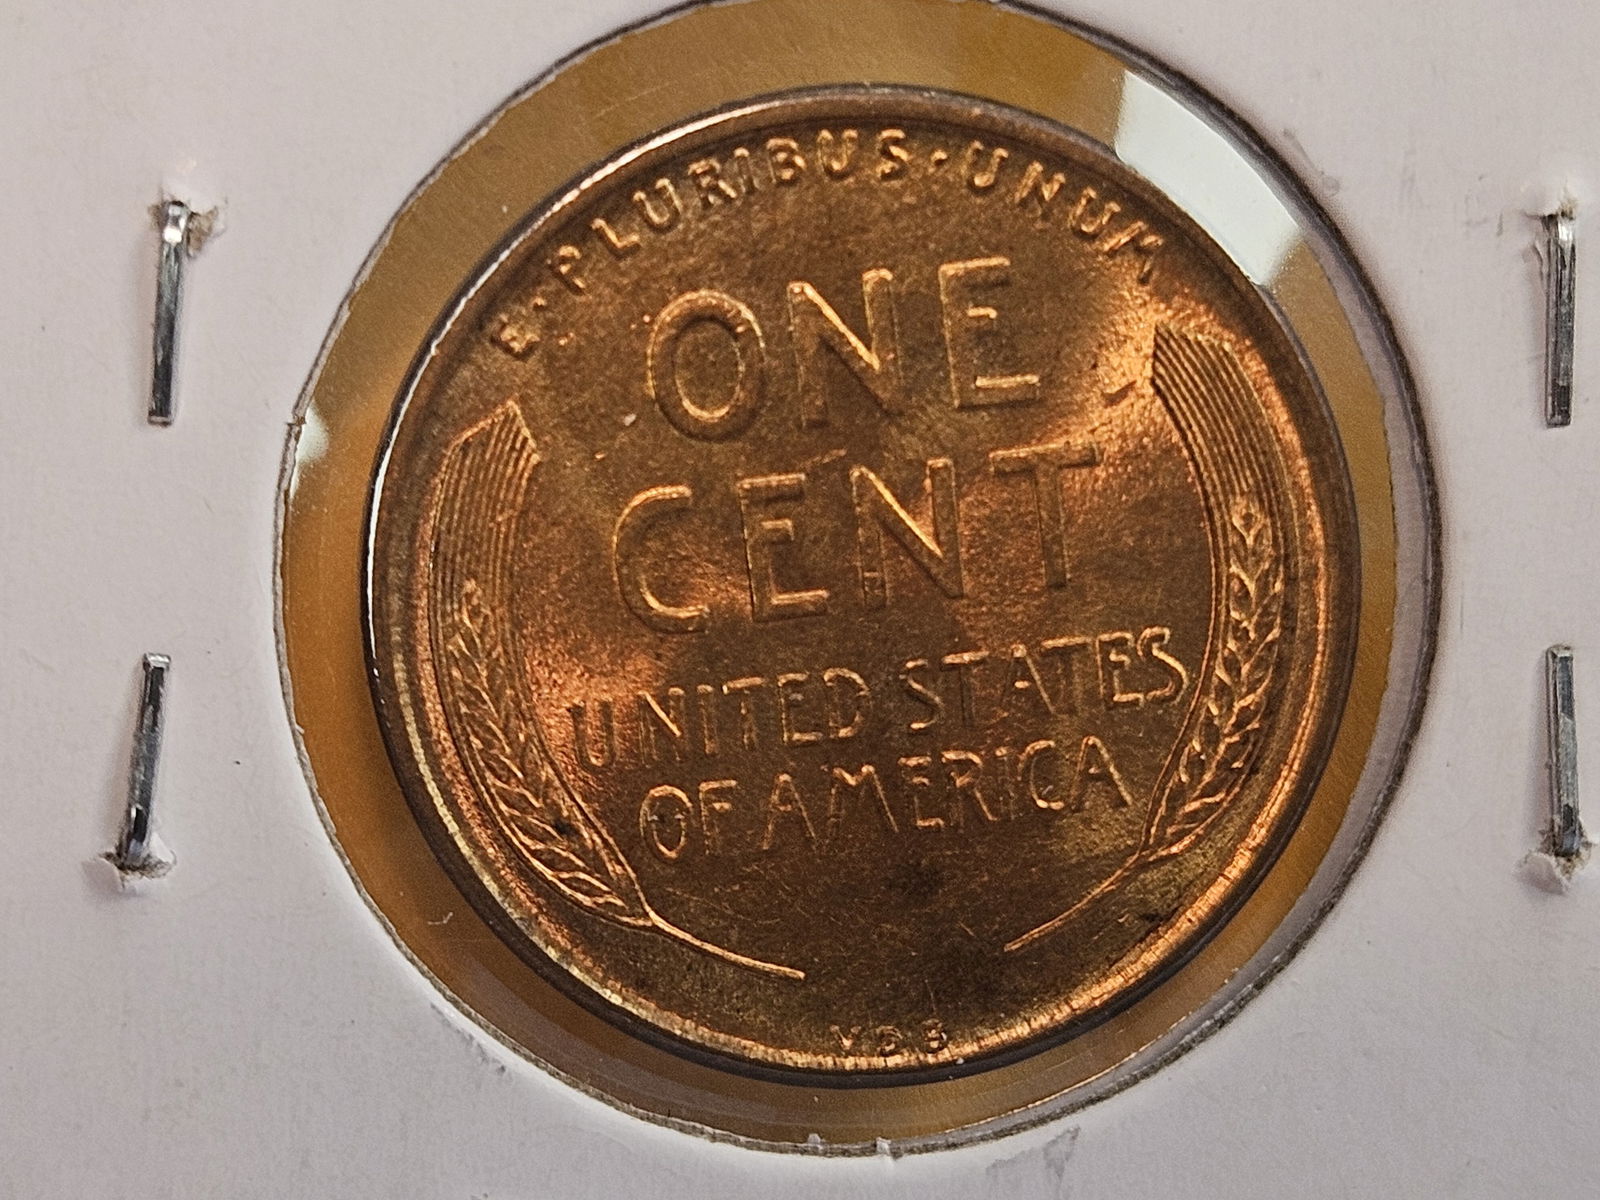 E·PLURIBUS·UNUM
ONE
CENT
UNITED STATES
OF AMERICA
VDB